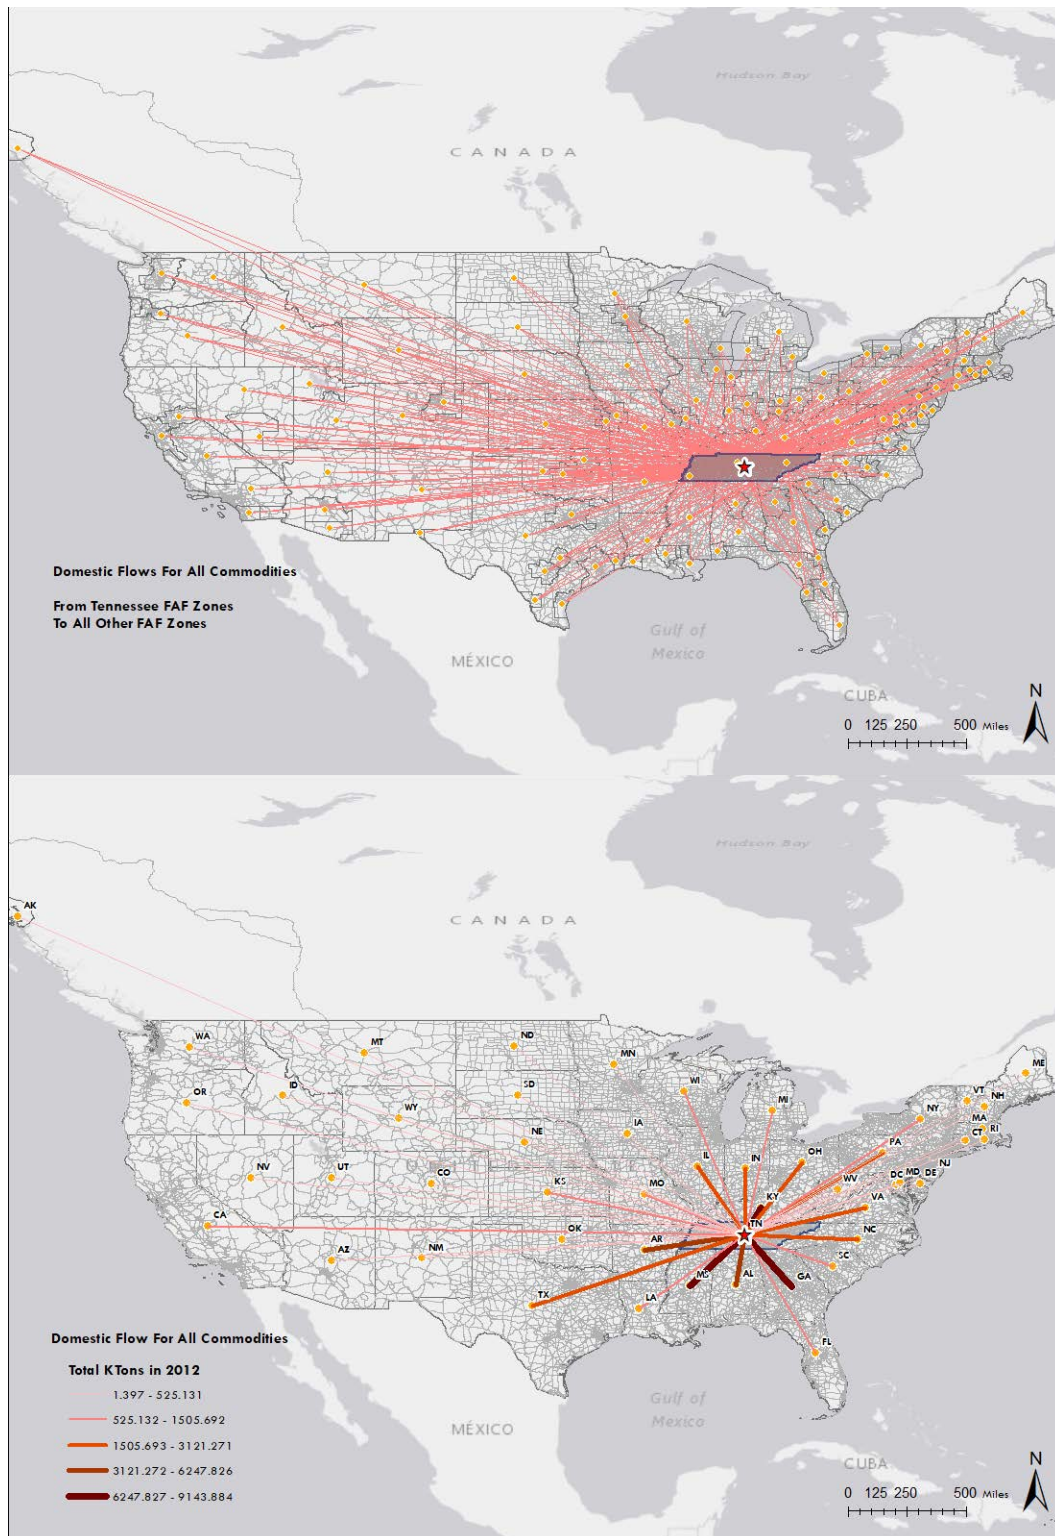 Hudson Bay
CANADA
Domestic Flows For All Commodities
From Tennessee FAF Zones
To All Other FAF Zones
Gulf of
Mexico
MÉXICO
CUBA
N
0 125 250 500 Miles
Hudson Bay
AK
CANADA
WA
MT
ND
MN
ME
OR
ID
WY
SD
WI
MI
VT
NH
NY
MA
NE
IA
CT
RI
PA
NV
UT
CO
KS
MO
IL
IN
OH
WV
DC
MD
DE
NJ
KY
VA
CA
TN
AZ
NM
OK
AR
NC
SC
TX
LA
MS
AL
GA
FL
Domestic Flow For All Commodities
Total KTons in 2012
1.397 - 525.131
525.132 - 1505.692
1505.693 - 3121.271
3121.272 - 6247.826
6247.827 - 9143.884
Gulf of
Mexico
MÉXICO
CUBA
N
0 125 250 500 Miles